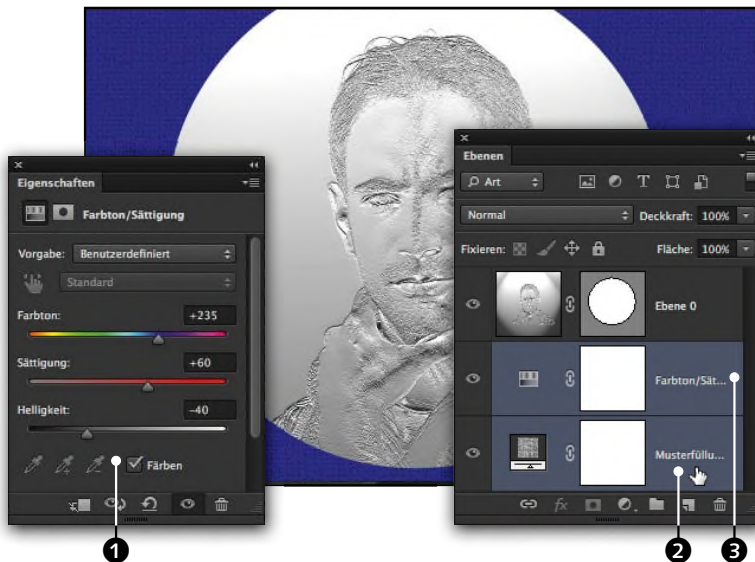 Eigenschaften
Farbton/Sättigung
Vorgabe: Benutzerdefiniert
Standard
Farbton: +235
Sättigung: +60
Helligkeit: -40
Färben
Ebenen
Art
T
Normal Deckkraft: 100%
Fixieren: Fläche: 100%
Ebene 0
Farbton/Sät...
Musterfüllu...
fx
1 2 3